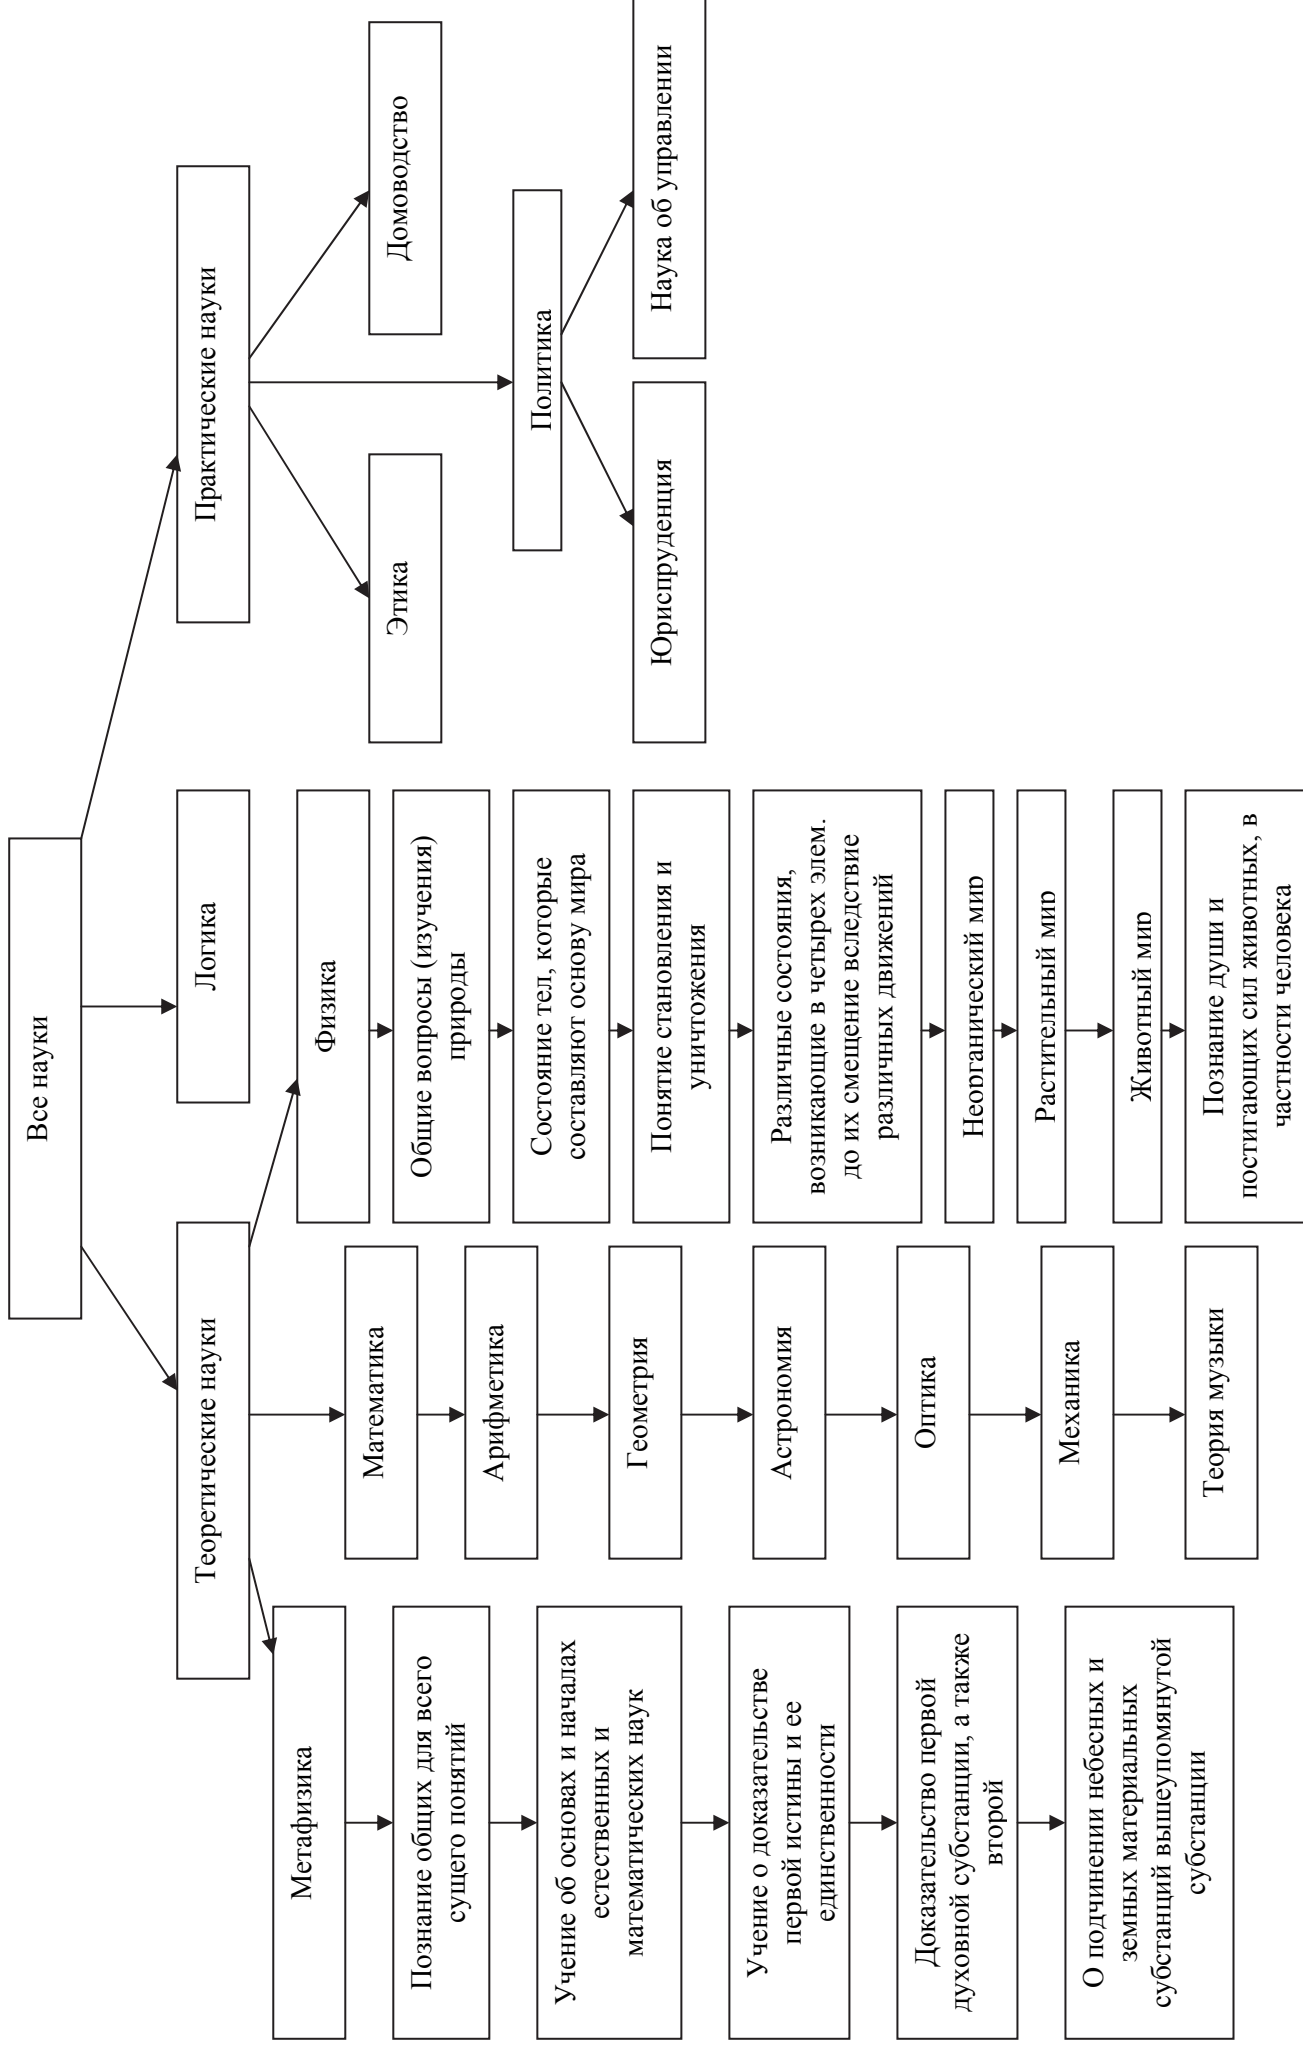 Все науки
Теоретические науки
Логика
Практические науки
Метафизика
Познание общих для всего
сущего понятий
Учение об основах и началах
естественных и
математических наук
Учение о доказательстве
первой истины и ее
единственности
Доказательство первой
духовной субстанции, а также
второй
О подчинении небесных и
земных материальных
субстанций вышеупомянутой
субстанции
Математика
Арифметика
Геометрия
Астрономия
Оптика
Механика
Теория музыки
Физика
Общие вопросы (изучения)
природы
Состояние тел, которые
составляют основу мира
Понятие становления и
уничтожения
Различные состояния,
возникающие в четырех элем.
до их смещение вследствие
различных движений
Неорганический мир
Растительный мир
Животный мир
Познание души и
постигающих сил животных, в
частности человека
Этика
Домоводство
Политика
Юриспруденция
Наука об управлении